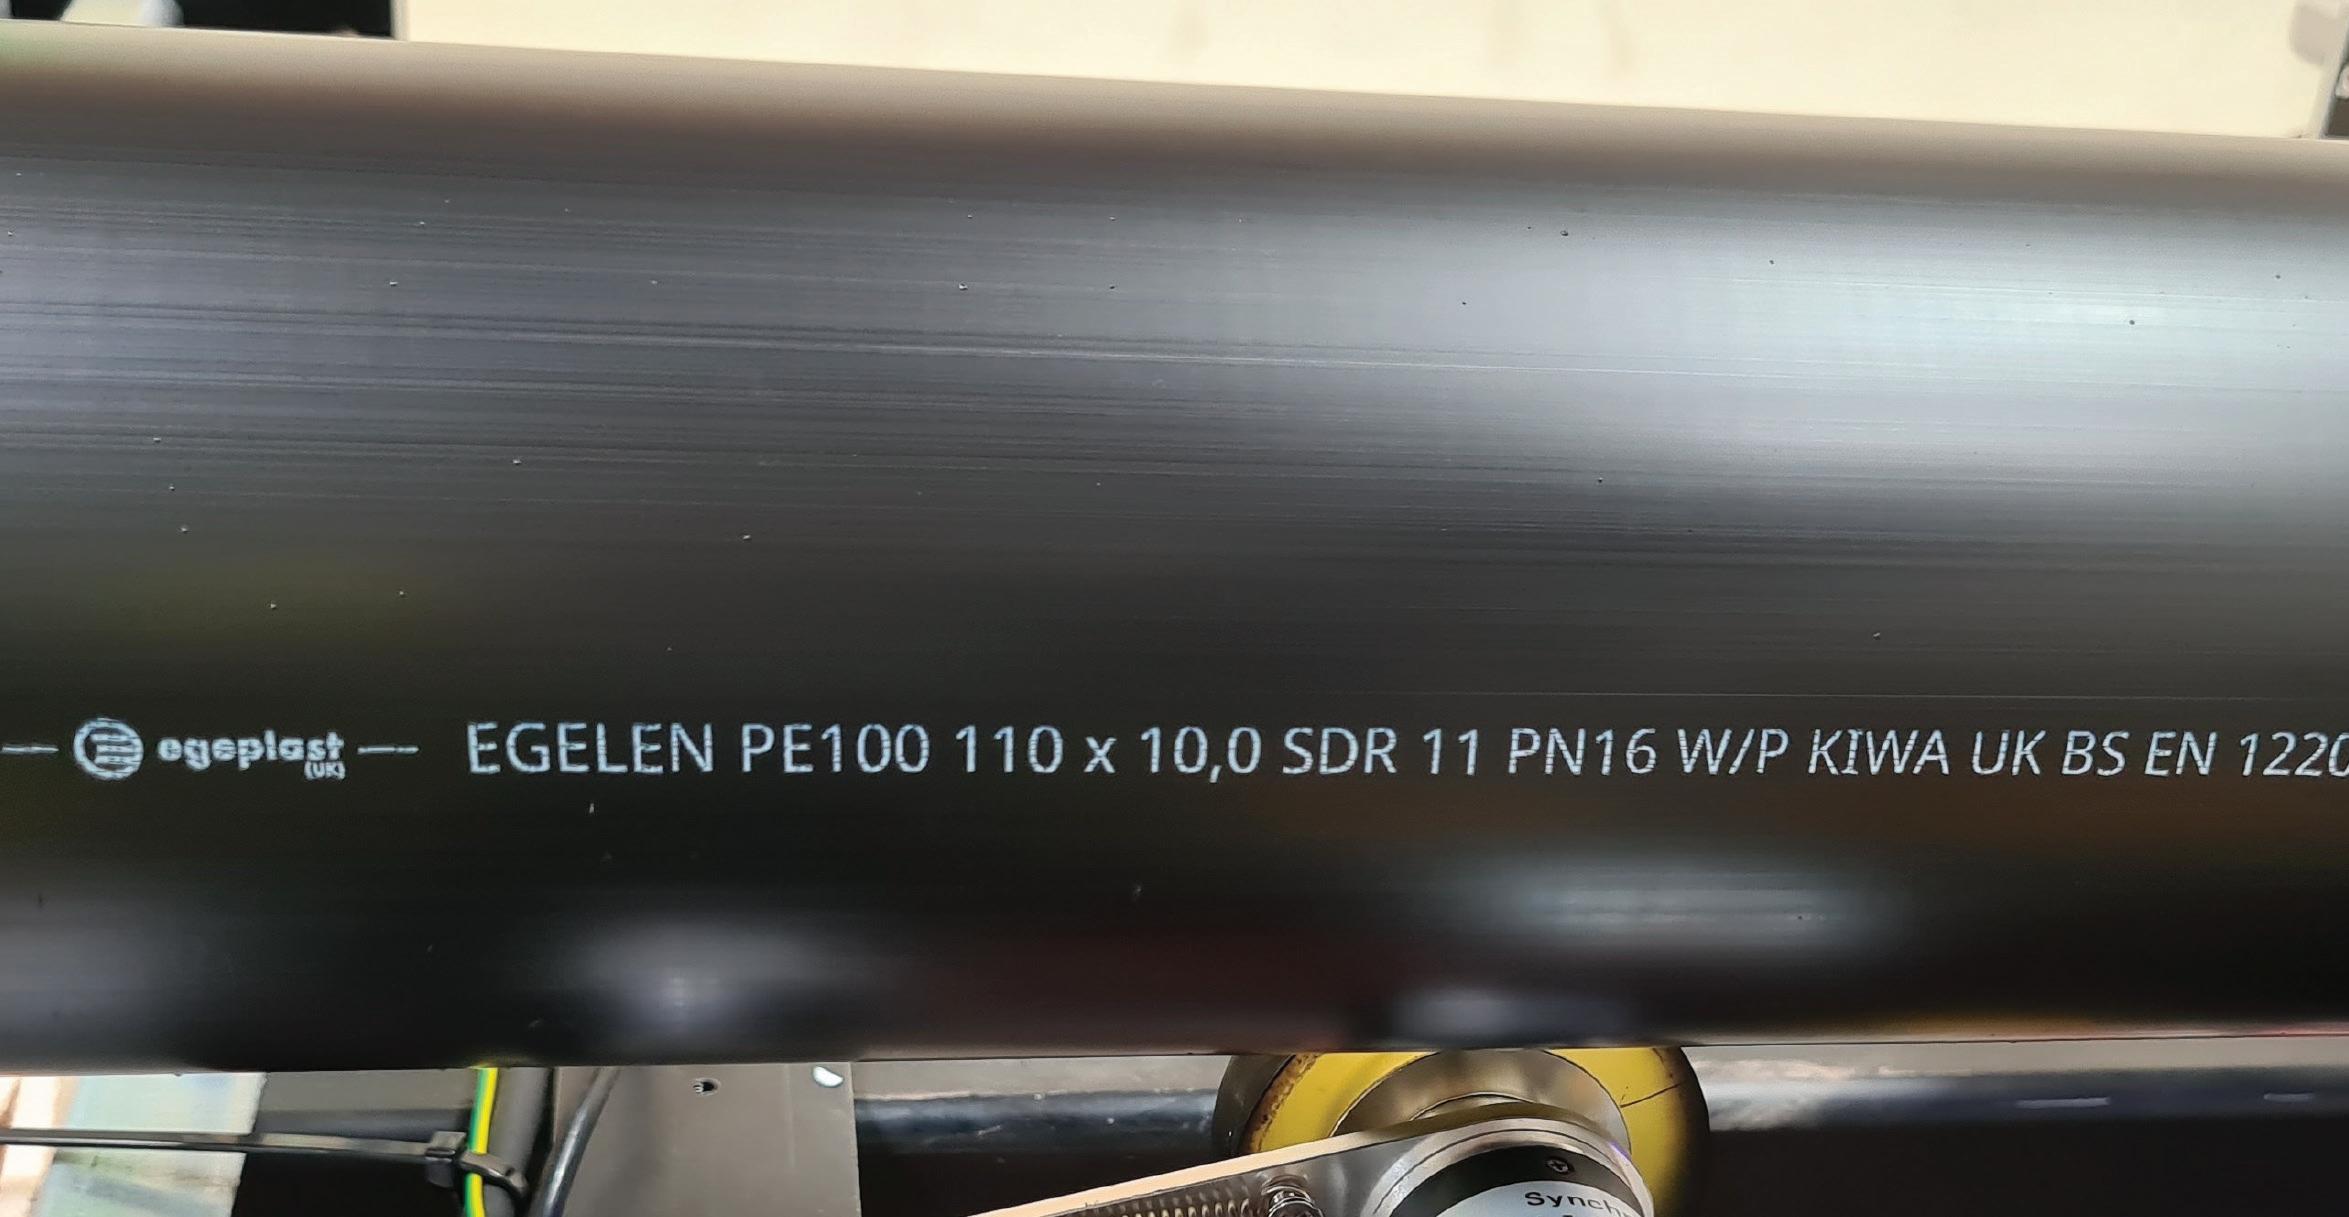 egeplast
(UK)
EGELEN PE100 110 x 10,0 SDR 11 PN16 W/P KIWA UK BS EN 1220
Synch